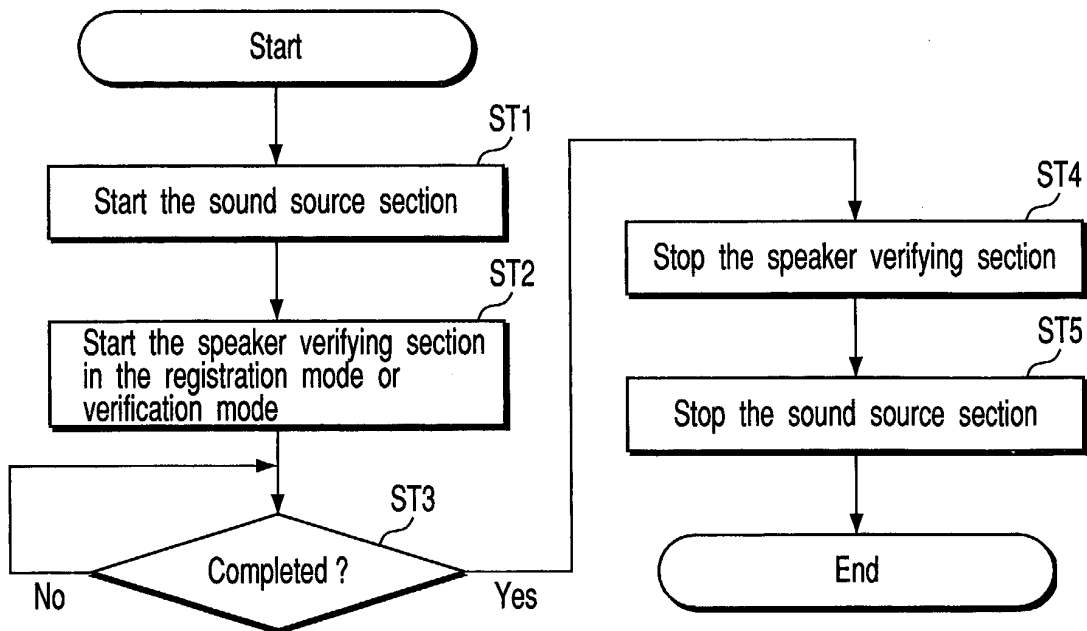 Start
ST1
Start the sound source section
ST2
Start the speaker verifying section
in the registration mode or
verification mode
ST3
Completed ?
No
Yes
ST4
Stop the speaker verifying section
ST5
Stop the sound source section
End